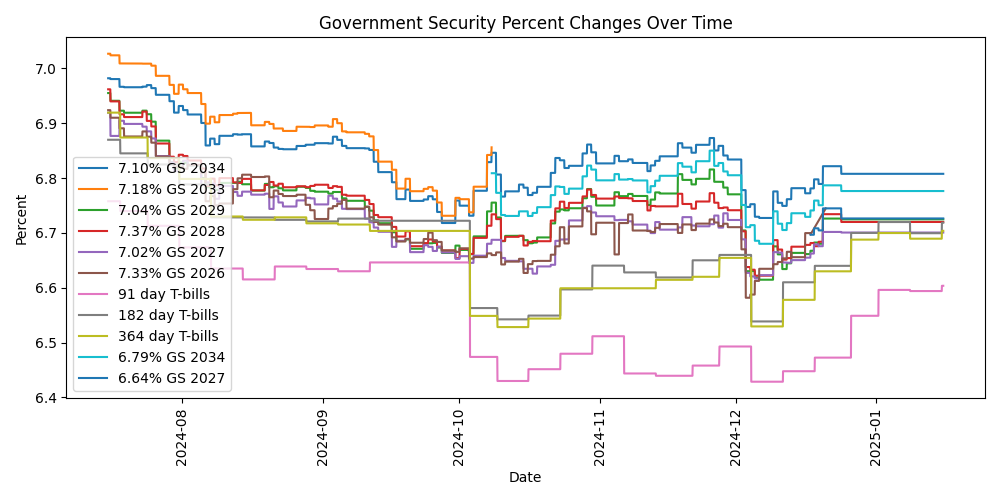 Government Security Percent Changes Over Time
Percent
7.0
6.9
6.8
6.7
6.6
6.5
6.4
7.10% GS 2034
7.18% GS 2033
7.04% GS 2029
7.37% GS 2028
7.02% GS 2027
7.33% GS 2026
91 day T-bills
182 day T-bills
364 day T-bills
6.79% GS 2034
6.64% GS 2027
2024-08
2024-09
2024-10
2024-11
2024-12
2025-01
Date